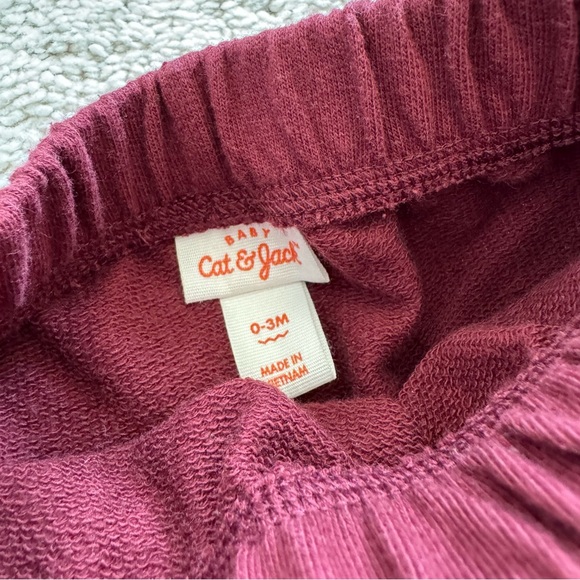 BABY
Cat & Jack
0-3M
MADE IN
VIETNAM